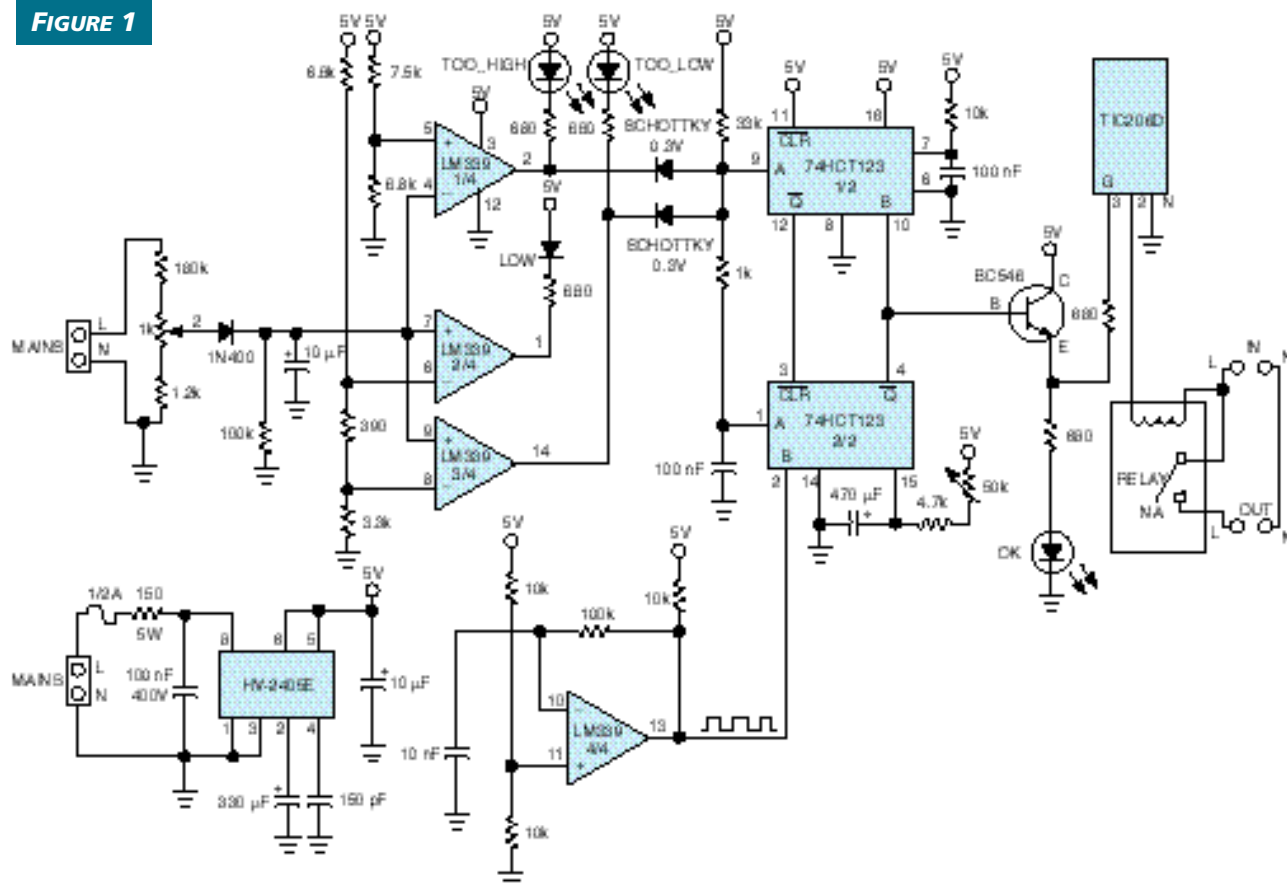 FIGURE 1
5V 5V 5V 5V 5V
6.8k 7.5k TOO_HIGH TOO_LOW
5V 5V 5V 5V
680 680 SCHOTTKY 33k 11 16 10k TIC206D
0.3V
5 + 3 2 9 CLR 7
LM339 A 74HCT123 100 nF
4 – 1/4 1/2 6
6.8k 12 5V Q B G
SCHOTTKY 12 8 10 3 2 N
0.3V 5V
LOW 1k BC546 C
180k 680 B 680
MAINS L 1k 2 7 + 1 E
N 1N400 10 µF LM339 3 4 L IN N
6 – 2/4 CLR Q
1.2k 1 A 74HCT123
100k 390 9 + 14 2/2 680
LM339 B 5V
8 – 3/4 100 nF 2 14 15 50k RELAY
470 µF + 4.7k NA
3.3k L OUT N
5V 5V OK
5V
1/2A 150 10k 10k
5W 100k
8 6 5
MAINS L 100 nF HV-2405E + 10 µF
N 400V 10 –
1 3 2 4 LM339 13
10 nF 11 + 4/4
330 µF + 150 pF
10k